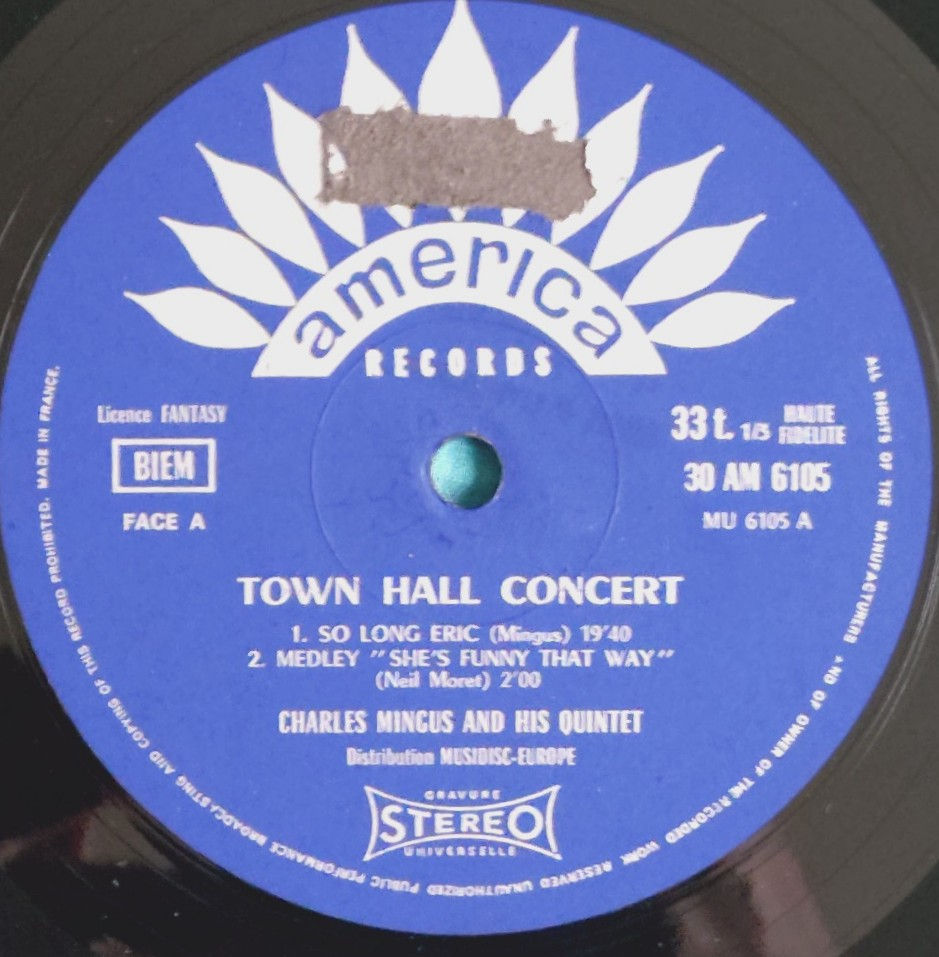 america
RECORDS
Licence FANTASY
BIEM
FACE A
33 t. 1/3 HAUTE FIDELITE
30 AM 6105
MU 6105 A
TOWN HALL CONCERT
1. SO LONG ERIC (Mingus) 19'40
2. MEDLEY "SHE'S FUNNY THAT WAY"
(Neil Moret) 2'00
CHARLES MINGUS AND HIS QUINTET
Distribution MUSIDISC-EUROPE
GRAVURE
STEREO
UNIVERSELLE
ALL RIGHTS OF THE MANUFACTURERS AND OF OWNER OF THE RECORDED WORK RESERVED UNAUTHORIZED PUBLIC PERFORMANCE BROADCASTING AND COPYING OF THIS RECORD PROHIBITED. MADE IN FRANCE.